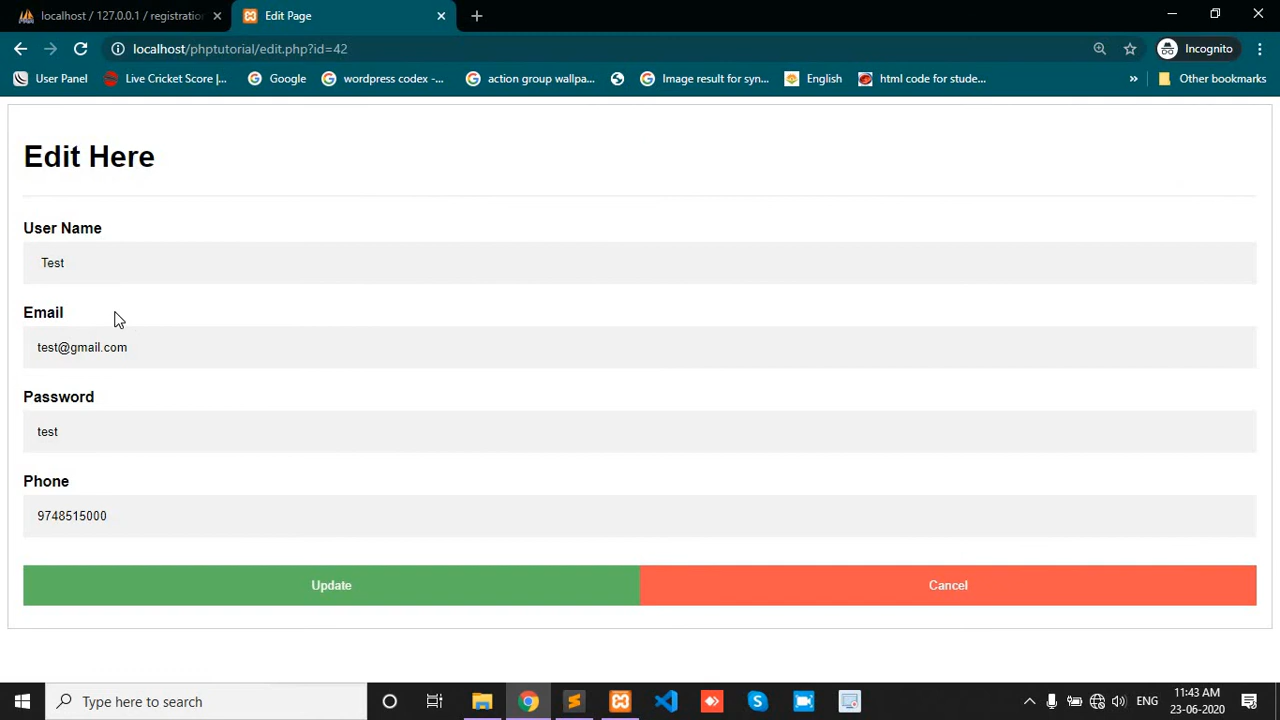 localhost / 127.0.0.1 / registratio
Edit Page
localhost/phptutorial/edit.php?id=42
Incognito
User Panel
Live Cricket Score |...
Google
wordpress codex -...
action group wallpa...
Image result for syn...
English
html code for stude...
»
Other bookmarks
Edit Here
User Name
Test
Email
test@gmail.com
Password
test
Phone
9748515000
Update
Cancel
Type here to search
ENG
11:43 AM
23-06-2020